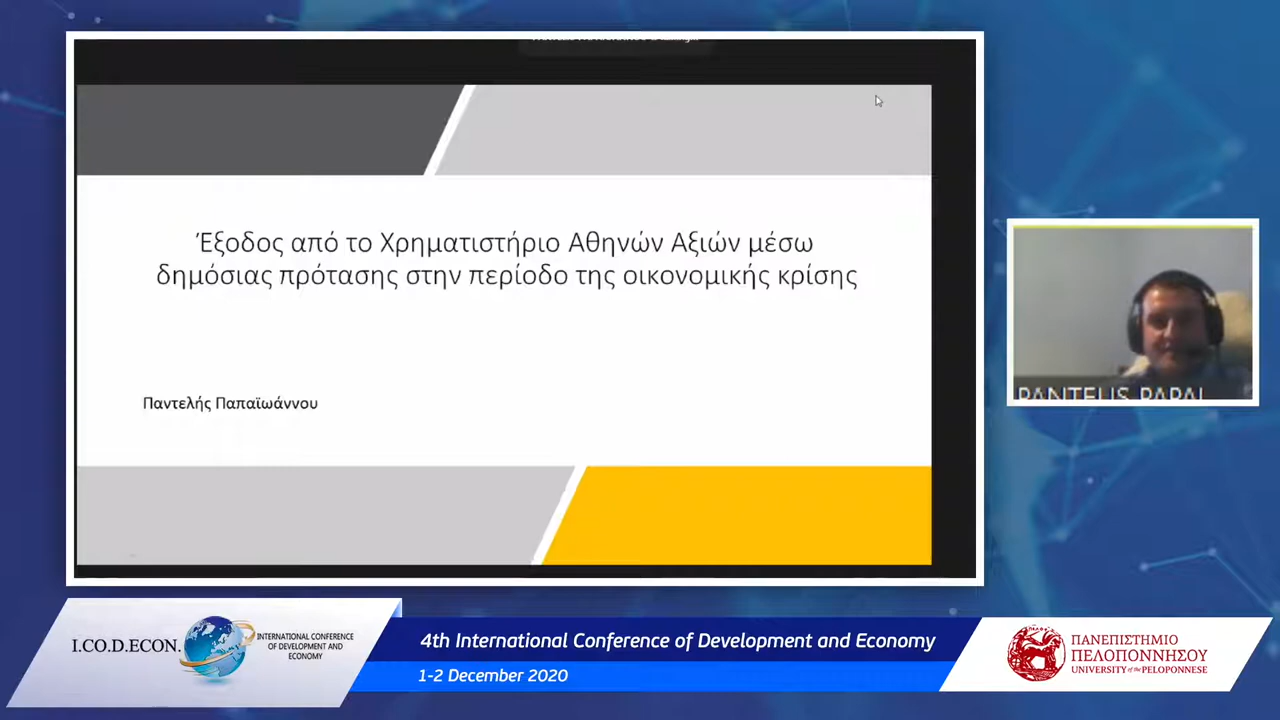 Έξοδος από το Χρηματιστήριο Αθηνών Αξιών μέσω
δημόσιας πρότασης στην περίοδο της οικονομικής κρίσης
Παντελής Παπαϊωάννου
PANTELIS PAPAI
I.CO.D.ECON.
INTERNATIONAL CONFERENCE
OF DEVELOPMENT AND
ECONOMY
4th International Conference of Development and Economy
1-2 December 2020
ΠΑΝΕΠΙΣΤΗΜΙΟ
ΠΕΛΟΠΟΝΝΗΣΟΥ
UNIVERSITY of the PELOPONNESE